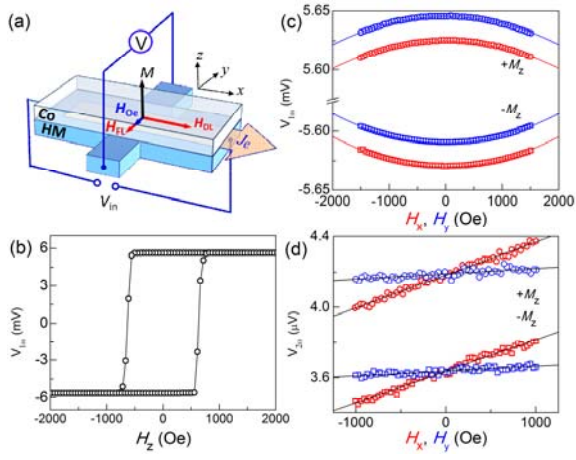 (a)
V
z
y
x
M
H_Oe
H_FL
H_DL
Co
HM
J_e
V_in
(b)
V_1ω (mV)
6
3
0
-3
-6
-2000 -1000 0 1000 2000
H_z (Oe)
(c)
V_1ω (mV)
5.65
5.60
-5.60
-5.65
+M_z
-M_z
-2000 -1000 0 1000 2000
H_x, H_y (Oe)
(d)
V_2ω (μV)
4.4
4.0
3.6
+M_z
-M_z
-1000 -500 0 500 1000
H_x, H_y (Oe)